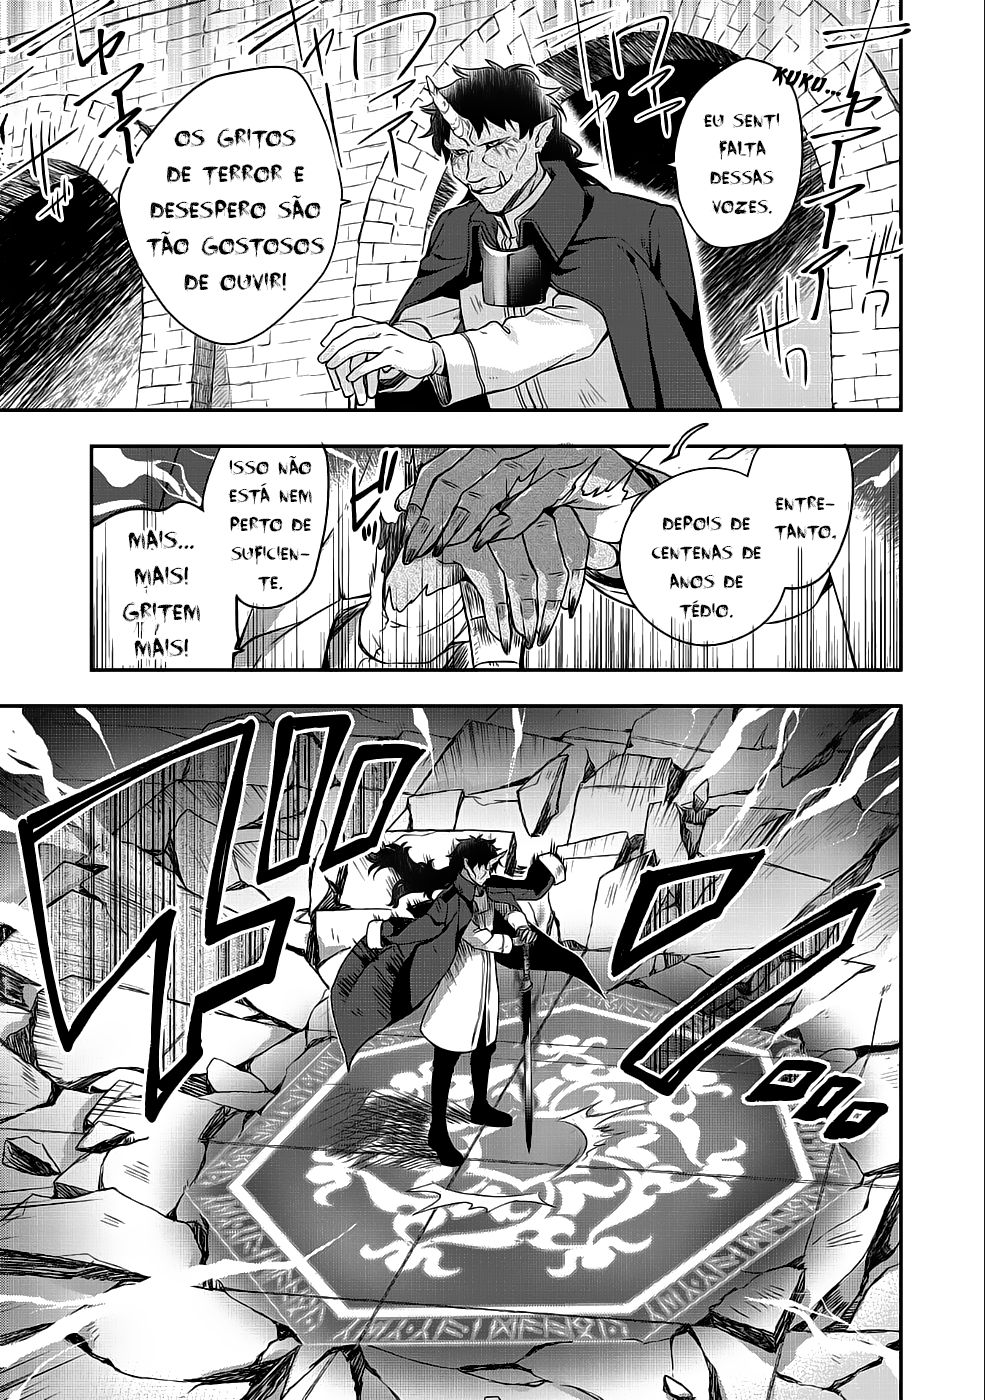 KUKU...
EU SENTI
FALTA
DESSAS
VOZES.
OS GRITOS
DE TERROR E
DESESPERO SÃO
TÃO GOSTOSOS
DE OUVIR!
ENTRE-
TANTO.
DEPOIS DE
CENTENAS DE
ANOS DE
TÉDIO.
ISSO NÃO
ESTÁ NEM
PERTO DE
SUFICIEN-
TE.
MAIS...
MAIS!
GRITEM
MAIS!